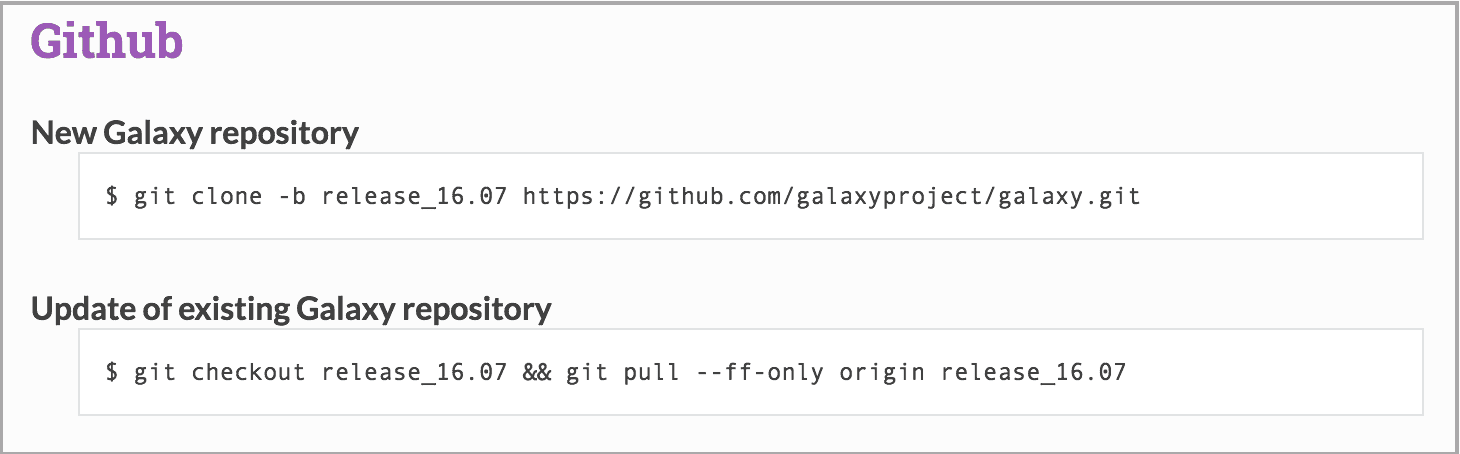 Github
New Galaxy repository
$ git clone -b release_16.07 https://github.com/galaxyproject/galaxy.git
Update of existing Galaxy repository
$ git checkout release_16.07 && git pull --ff-only origin release_16.07